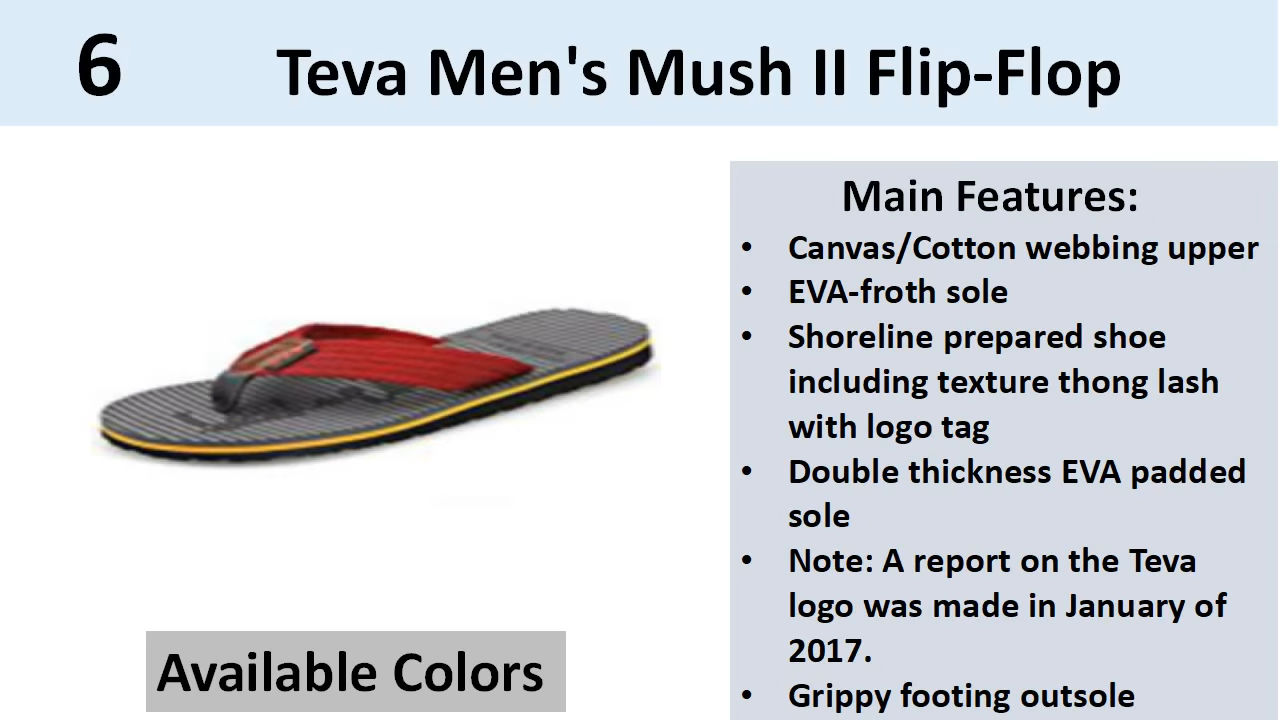 6 Teva Men's Mush II Flip-Flop
Main Features:
• Canvas/Cotton webbing upper
• EVA-froth sole
• Shoreline prepared shoe
including texture thong lash
with logo tag
• Double thickness EVA padded
sole
• Note: A report on the Teva
logo was made in January of
2017.
• Grippy footing outsole
Available Colors